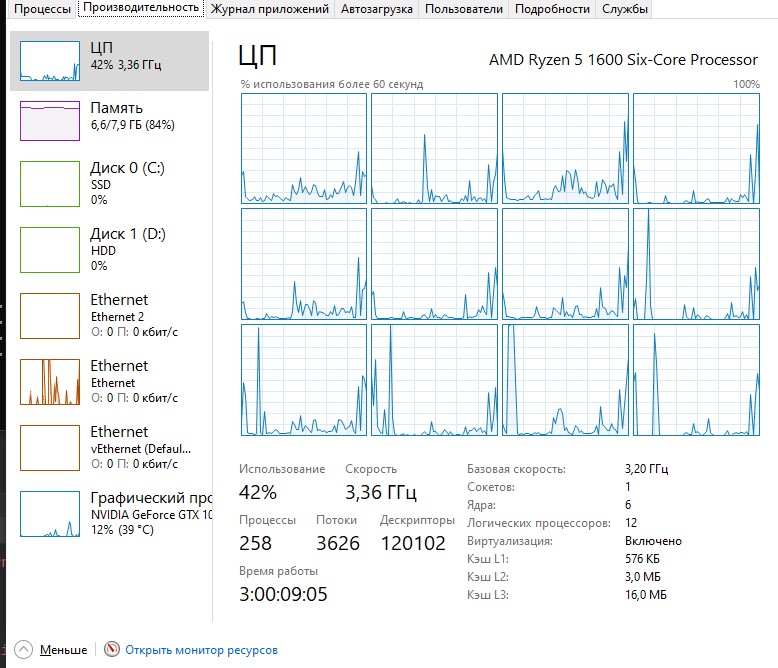 Процессы Производительность Журнал приложений Автозагрузка Пользователи Подробности Службы
ЦП
42% 3,36 ГГц
Память
6,6/7,9 ГБ (84%)
Диск 0 (C:)
SSD
0%
Диск 1 (D:)
HDD
0%
Ethernet
Ethernet 2
О: 0 П: 0 кбит/с
Ethernet
Ethernet
О: 0 П: 0 кбит/с
Ethernet
vEthernet (Defaul...
О: 0 П: 0 кбит/с
Графический прс
NVIDIA GeForce GTX 10
12% (39 °C)
ЦП
AMD Ryzen 5 1600 Six-Core Processor
% использования более 60 секунд
100%
Использование Скорость
42% 3,36 ГГц
Процессы Потоки Дескрипторы
258 3626 120102
Время работы
3:00:09:05
Базовая скорость: 3,20 ГГц
Сокетов: 1
Ядра: 6
Логических процессоров: 12
Виртуализация: Включено
Кэш L1: 576 КБ
Кэш L2: 3,0 МБ
Кэш L3: 16,0 МБ
Меньше
Открыть монитор ресурсов